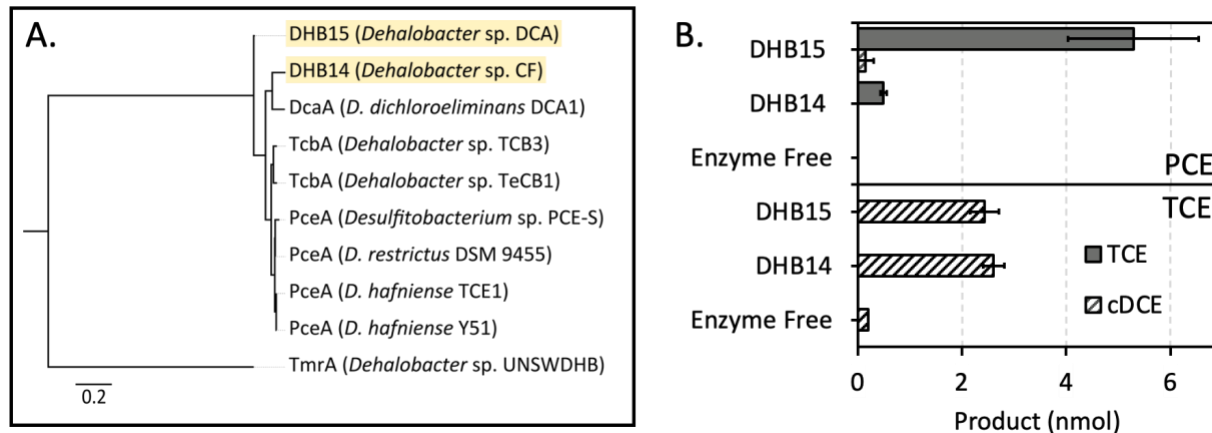 A.
DHB15 (Dehalobacter sp. DCA)
DHB14 (Dehalobacter sp. CF)
DcaA (D. dichloroeliminans DCA1)
TcbA (Dehalobacter sp. TCB3)
TcbA (Dehalobacter sp. TeCB1)
PceA (Desulfitobacterium sp. PCE-S)
PceA (D. restrictus DSM 9455)
PceA (D. hafniense TCE1)
PceA (D. hafniense Y51)
TmrA (Dehalobacter sp. UNSWDHB)
0.2
B.
DHB15
DHB14
Enzyme Free
PCE
TCE
DHB15
DHB14
Enzyme Free
TCE
cDCE
0 2 4 6
Product (nmol)